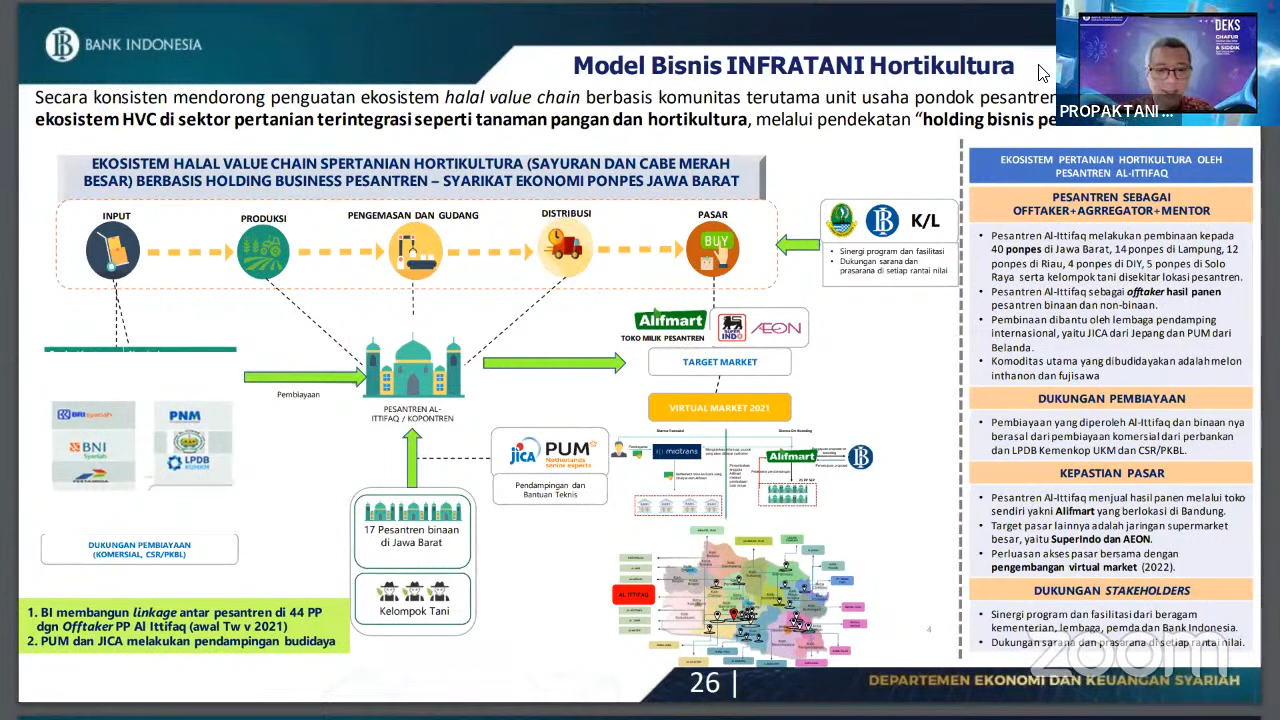 BANK INDONESIA
Model Bisnis INFRATANI Hortikultura
DEKS
GHAFUR
& SIDDIK
PROPAKTANI ...
Secara konsisten mendorong penguatan ekosistem halal value chain berbasis komunitas terutama unit usaha pondok pesantren
ekosistem HVC di sektor pertanian terintegrasi seperti tanaman pangan dan hortikultura, melalui pendekatan “holding bisnis
EKOSISTEM HALAL VALUE CHAIN SPERTANIAN HORTIKULTURA (SAYURAN DAN CABE MERAH
BESAR) BERBASIS HOLDING BUSINESS PESANTREN – SYARIKAT EKONOMI PONPES JAWA BARAT
INPUT
PRODUKSI
PENGEMASAN DAN GUDANG
DISTRIBUSI
PASAR
BUY
K/L
• Sinergi program dan fasilitasi
• Dukungan sarana dan
prasarana di setiap rantai nilai
Alifmart
TOKO MILIK PESANTREN
SUPER
INDO
AEON
TARGET MARKET
VIRTUAL MARKET 2021
Pembiayaan
PESANTREN AL-
ITTIFAQ / KOPONTREN
BRI syariah
PNM
BNI
Syariah
LPDB
KUMKM
DUKUNGAN PEMBIAYAAN
(KOMERSIAL, CSR/PKBL)
JICA
PUM
Netherlands
senior experts
Pendampingan dan
Bantuan Teknis
17 Pesantren binaan
di Jawa Barat
Kelompok Tani
midtrans
Alifmart
AL ITTIFAQ
1. BI membangun linkage antar pesantren di 44 PP
dgn Offtaker PP Al Ittifaq (awal Tw v 2021)
2. PUM dan JICA melakukan pendampingan budidaya
EKOSISTEM PERTANIAN HORTIKULTURA OLEH
PESANTREN AL-ITTIFAQ
PESANTREN SEBAGAI
OFFTAKER+AGRREGATOR+MENTOR
• Pesantren Al-Ittifaq melakukan pembinaan kepada
40 ponpes di Jawa Barat, 14 ponpes di Lampung, 12
ponpes di Riau, 4 ponpes di DIY, 5 ponpes di Solo
Raya serta kelompok tani disekitar lokasi pesantren.
• Pesantren Al-Ittifaq sebagai offtaker hasil panen
pesantren binaan dan non-binaan.
• Pembinaan dibantu oleh lembaga pendamping
internasional, yaitu JICA dari Jepang dan PUM dari
Belanda.
• Komoditas utama yang dibudidayakan adalah melon
inthanon dan fujisawa
DUKUNGAN PEMBIAYAAN
• Pembiayaan yang diperoleh Al-Ittifaq dan binaannya
berasal dari pembiayaan komersial dari perbankan
dan LPDB Kemenkop UKM dan CSR/PKBL.
KEPASTIAN PASAR
• Pesantren Al-Ittifaq menjual hasil panen melalui toko
sendiri yakni Alifmart yang berlokasi di Bandung.
• Target pasar lainnya adalah dengan supermarket
besar, yaitu SuperIndo dan AEON.
• Perluasan akses pasar bersama dengan
pengembangan virtual market (2022).
DUKUNGAN STAKEHOLDERS
• Sinergi program dan fasilitasi dari beragam
kementerian, lembaga, pemda dan Bank Indonesia.
• Dukungan sarana dan prasarana di setiap rantai nilai
4
zoom
26 |
DEPARTEMEN EKONOMI DAN KEUANGAN SYARIAH